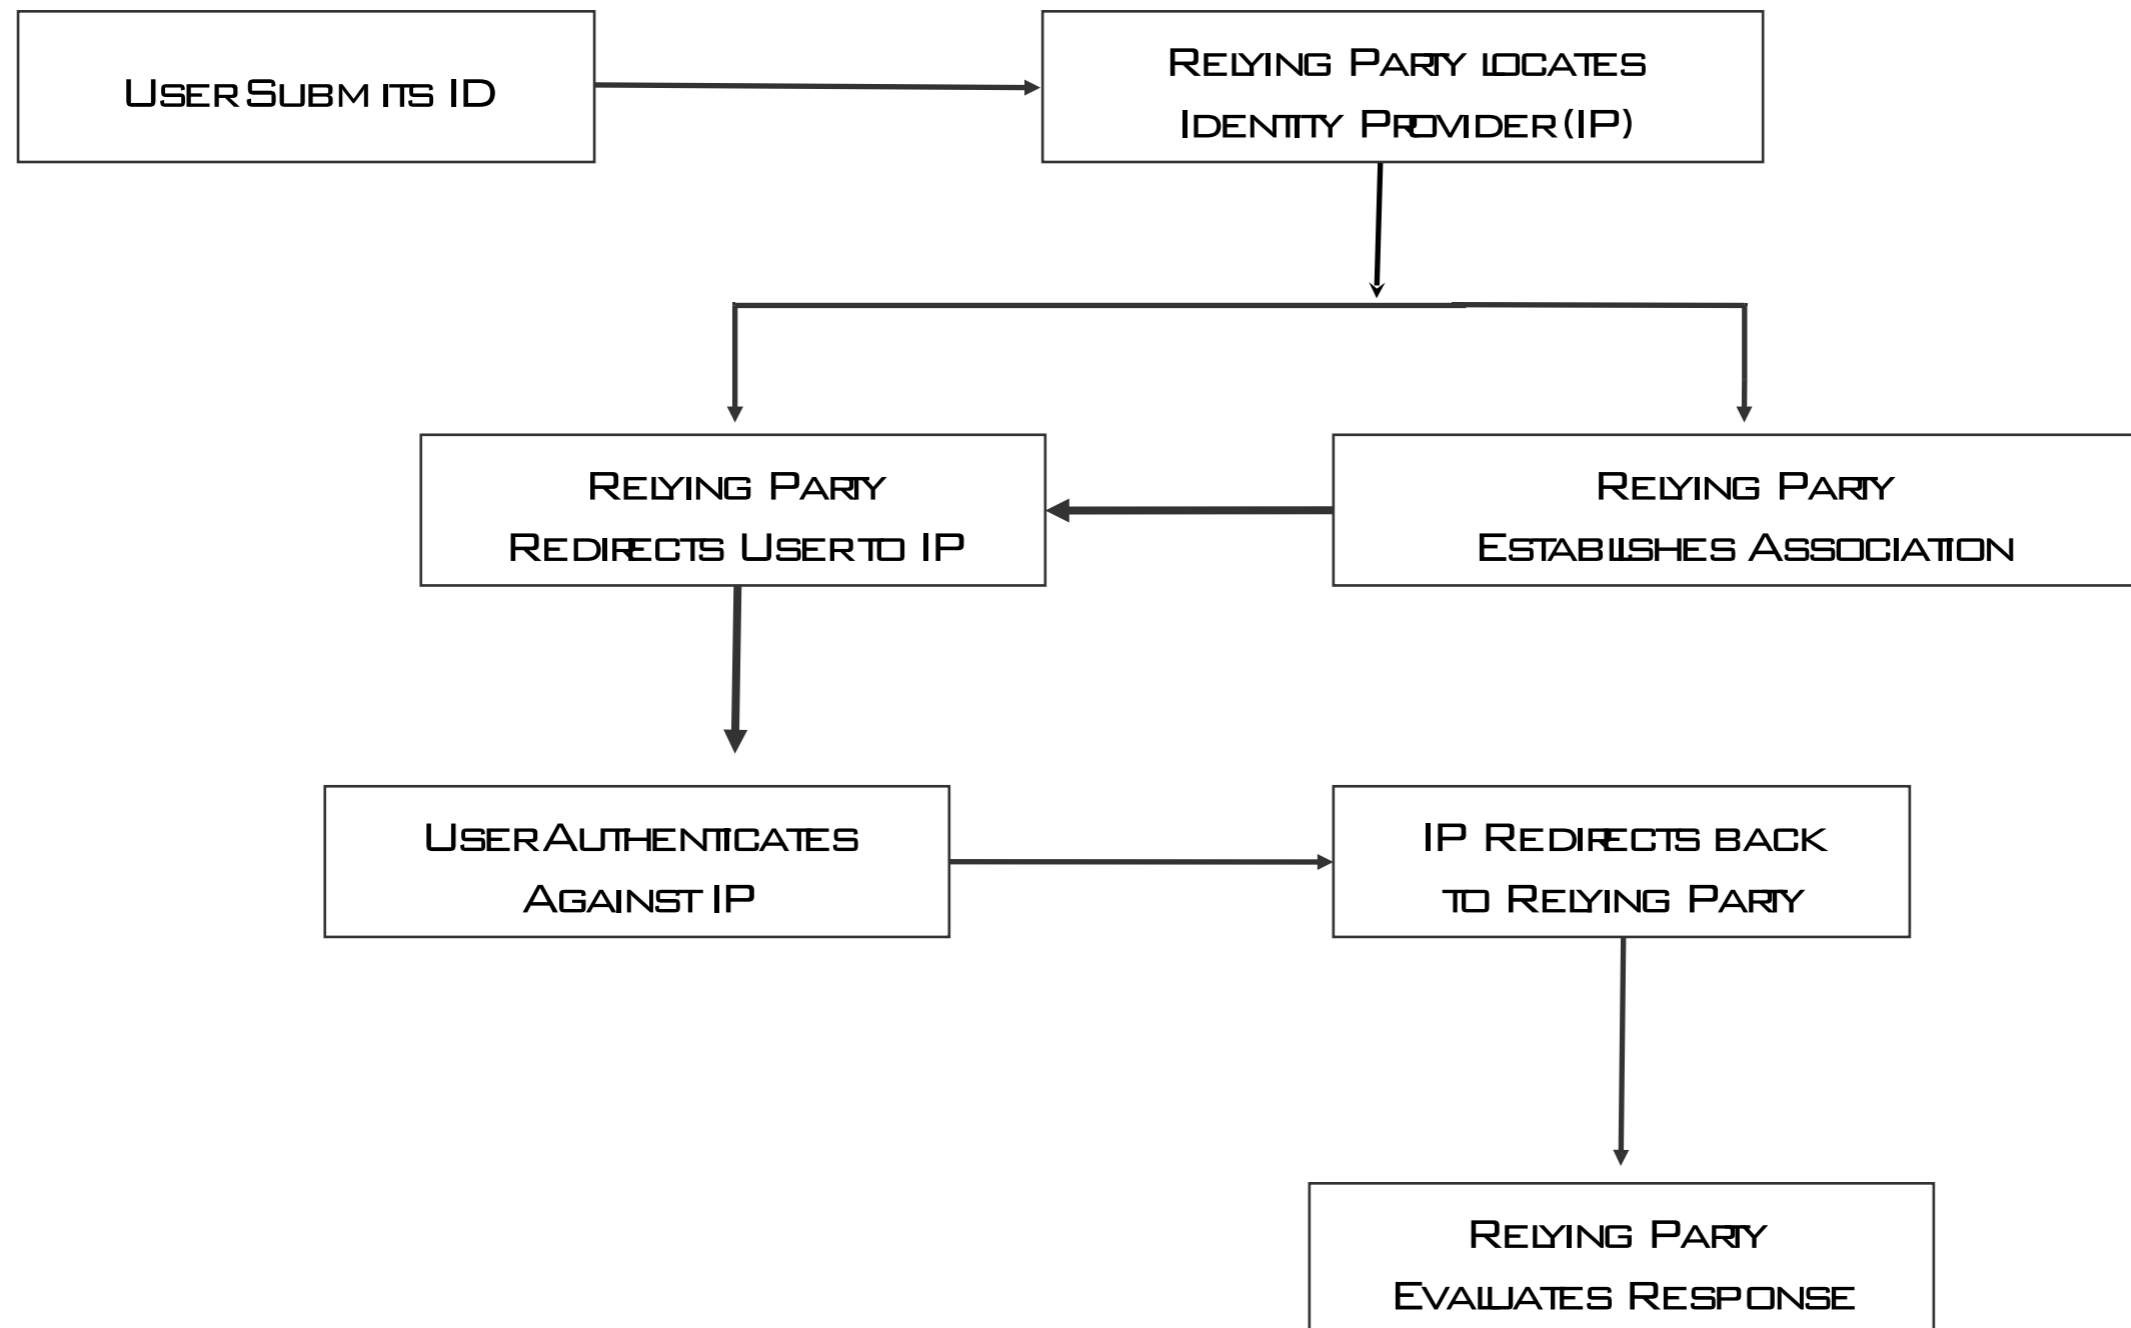 User Submits ID
Relying Party locates
Identity Provider (IP)
Relying Party
Redirects User to IP
Relying Party
Establishes Association
User Authenticates
Against IP
IP Redirects back
to Relying Party
Relying Party
Evaluates Response